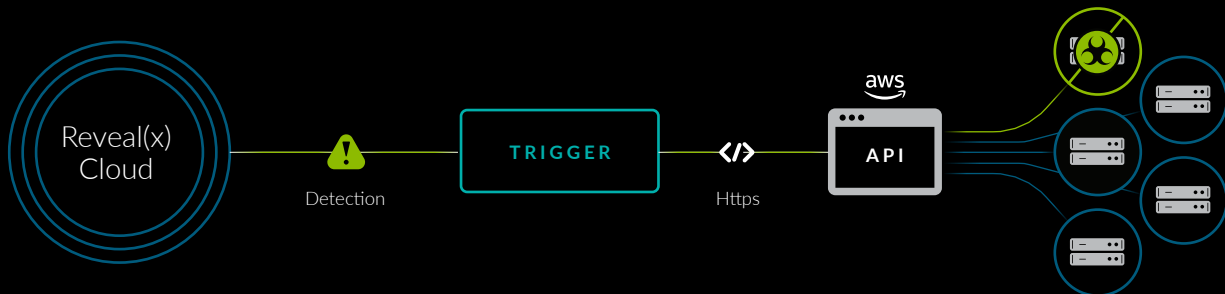 Reveal(x)
Cloud
Detection
TRIGGER
Https
aws
API